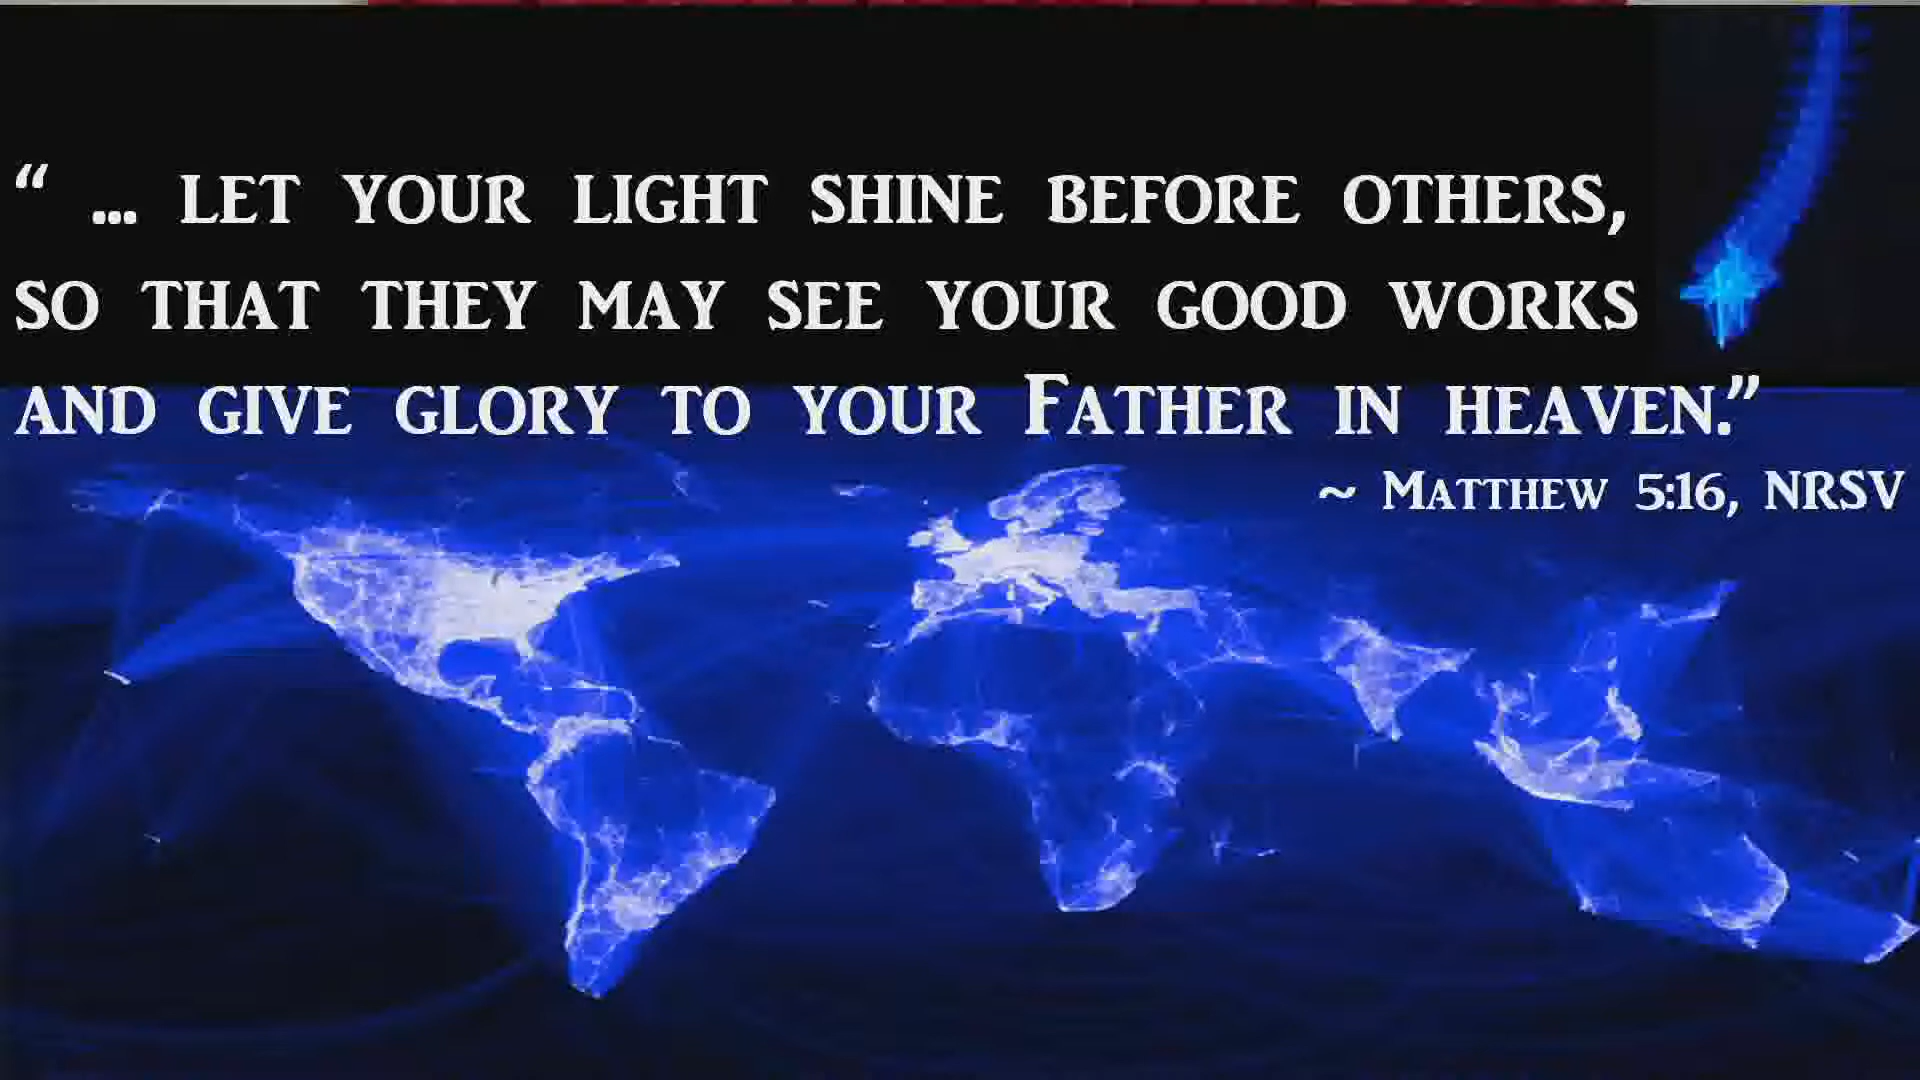 “ ... LET YOUR LIGHT SHINE BEFORE OTHERS,
SO THAT THEY MAY SEE YOUR GOOD WORKS
AND GIVE GLORY TO YOUR FATHER IN HEAVEN.”
~ MATTHEW 5:16, NRSV